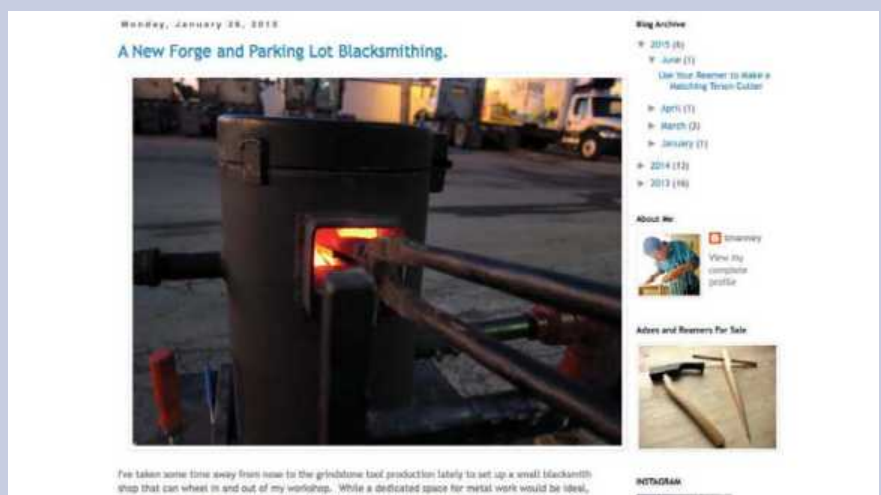 Monday, January 26, 2015
A New Forge and Parking Lot Blacksmithing.
I've taken some time away from nose to the grindstone tool production lately to set up a small blacksmith
shop that can wheel in and out of my workshop. While a dedicated space for metal work would be ideal,
Blog Archive
▼ 2015 (6)
▼ June (1)
Use Your Reamer to Make a
Matching Tenon Cutter
► April (1)
► March (3)
► January (1)
► 2014 (12)
► 2013 (16)
About Me
View my
complete
profile
Adzes and Reamers For Sale
INSTAGRAM